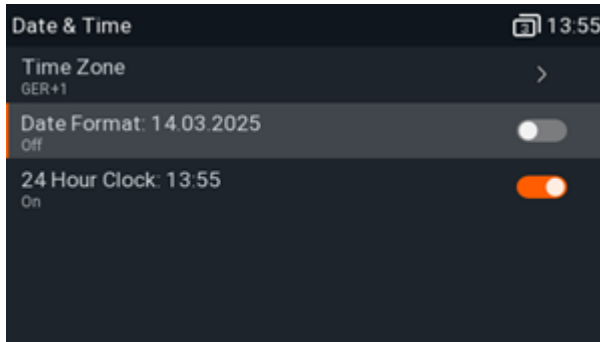 Date & Time
3 13:55
Time Zone
GER+1
Date Format: 14.03.2025
Off
24 Hour Clock: 13:55
On